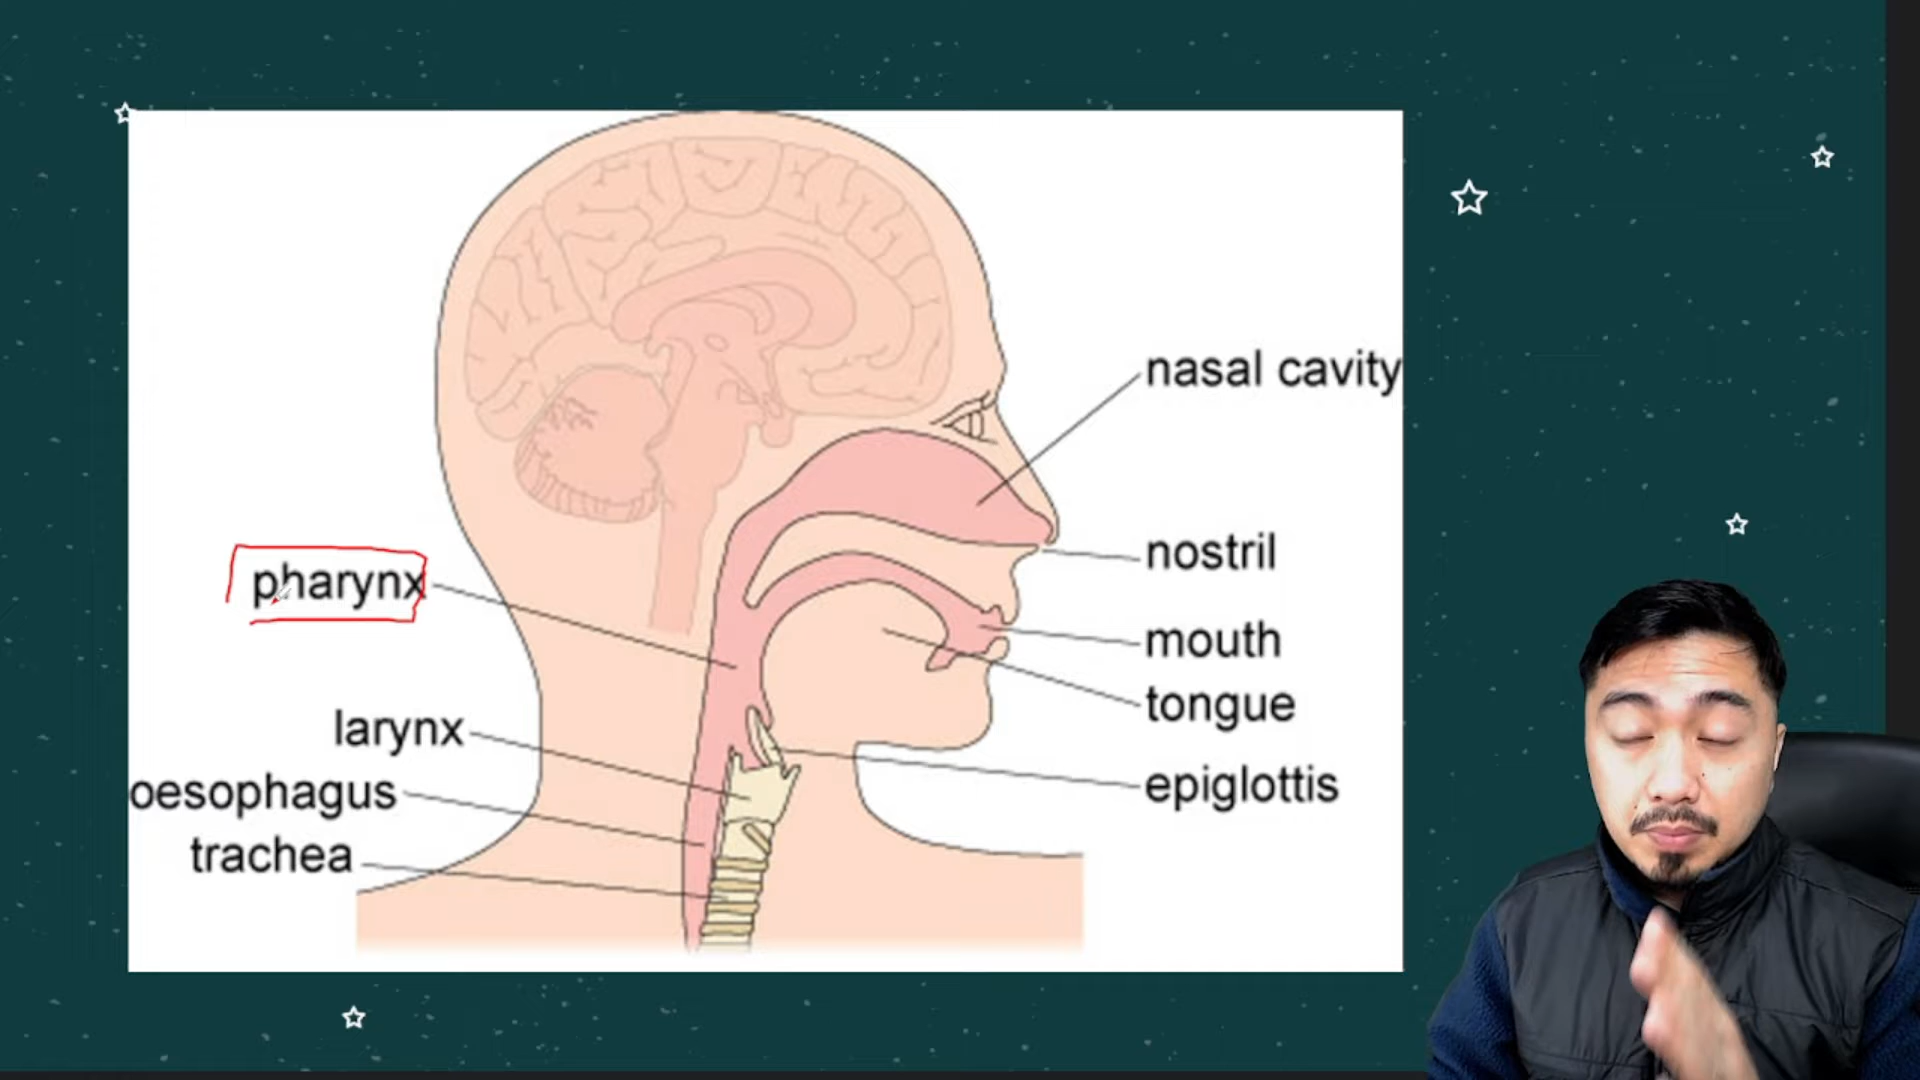 nasal cavity
nostril
pharynx
mouth
tongue
larynx
epiglottis
oesophagus
trachea